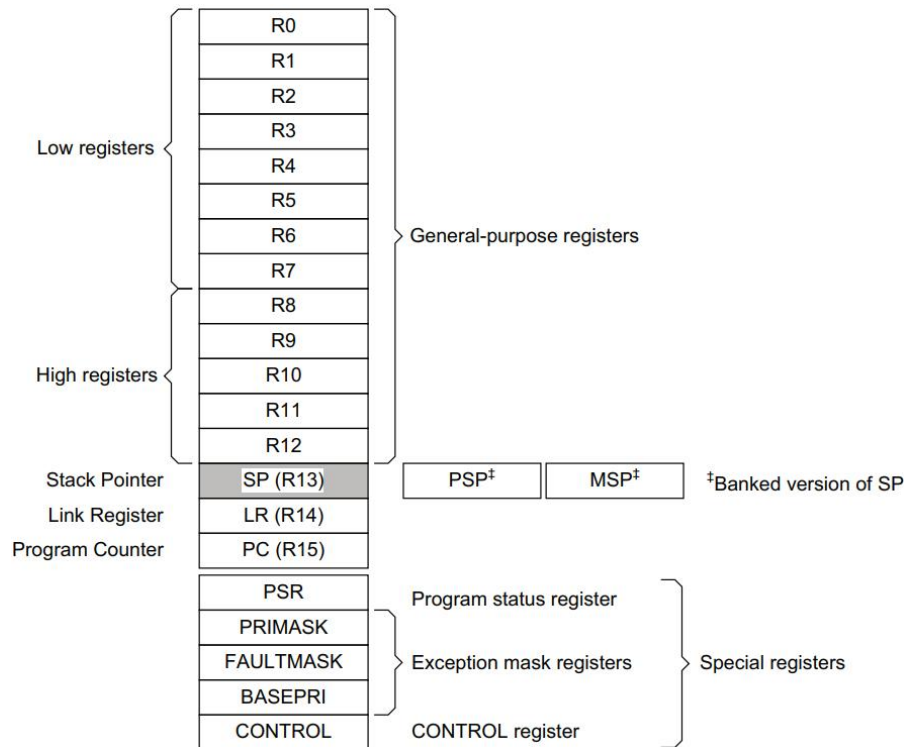 R0
R1
R2
Low registers
R3
R4
R5
R6
General-purpose registers
R7
R8
R9
High registers
R10
R11
R12
Stack Pointer SP (R13) PSP‡ MSP‡ ‡Banked version of SP
Link Register LR (R14)
Program Counter PC (R15)
PSR Program status register
PRIMASK
FAULTMASK Exception mask registers Special registers
BASEPRI
CONTROL CONTROL register